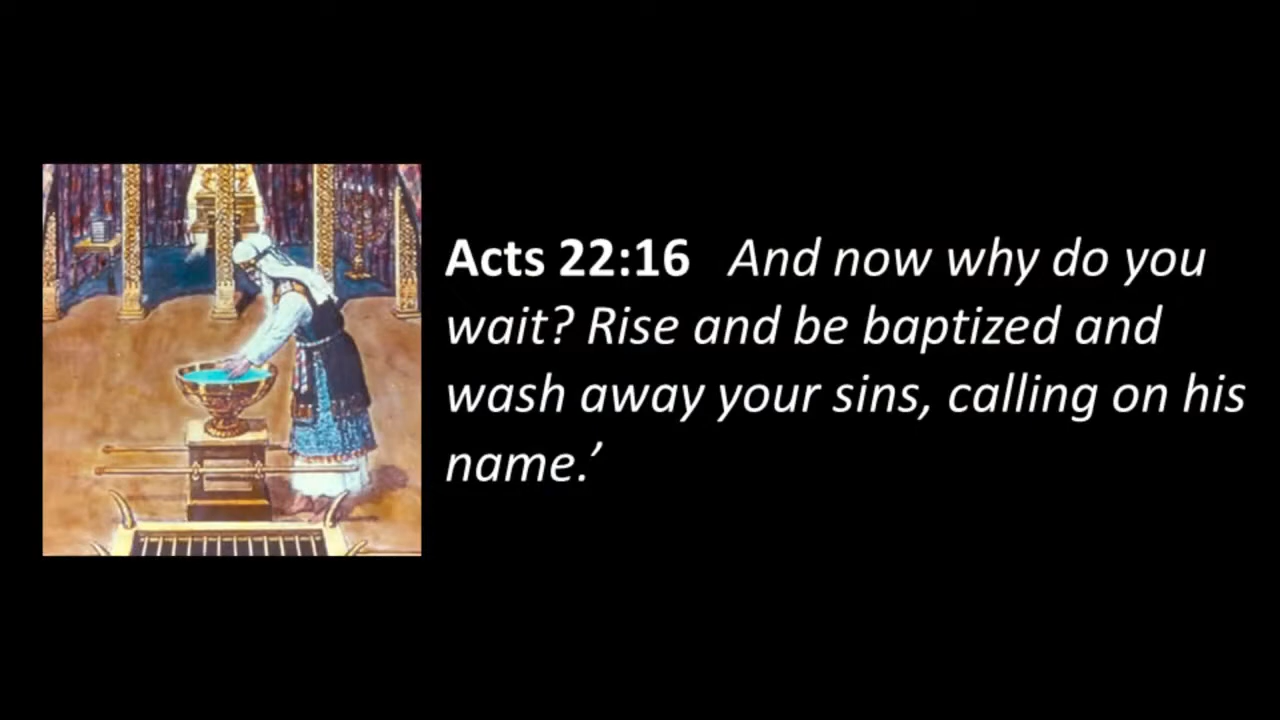 Acts 22:16 And now why do you
wait? Rise and be baptized and
wash away your sins, calling on his
name.’